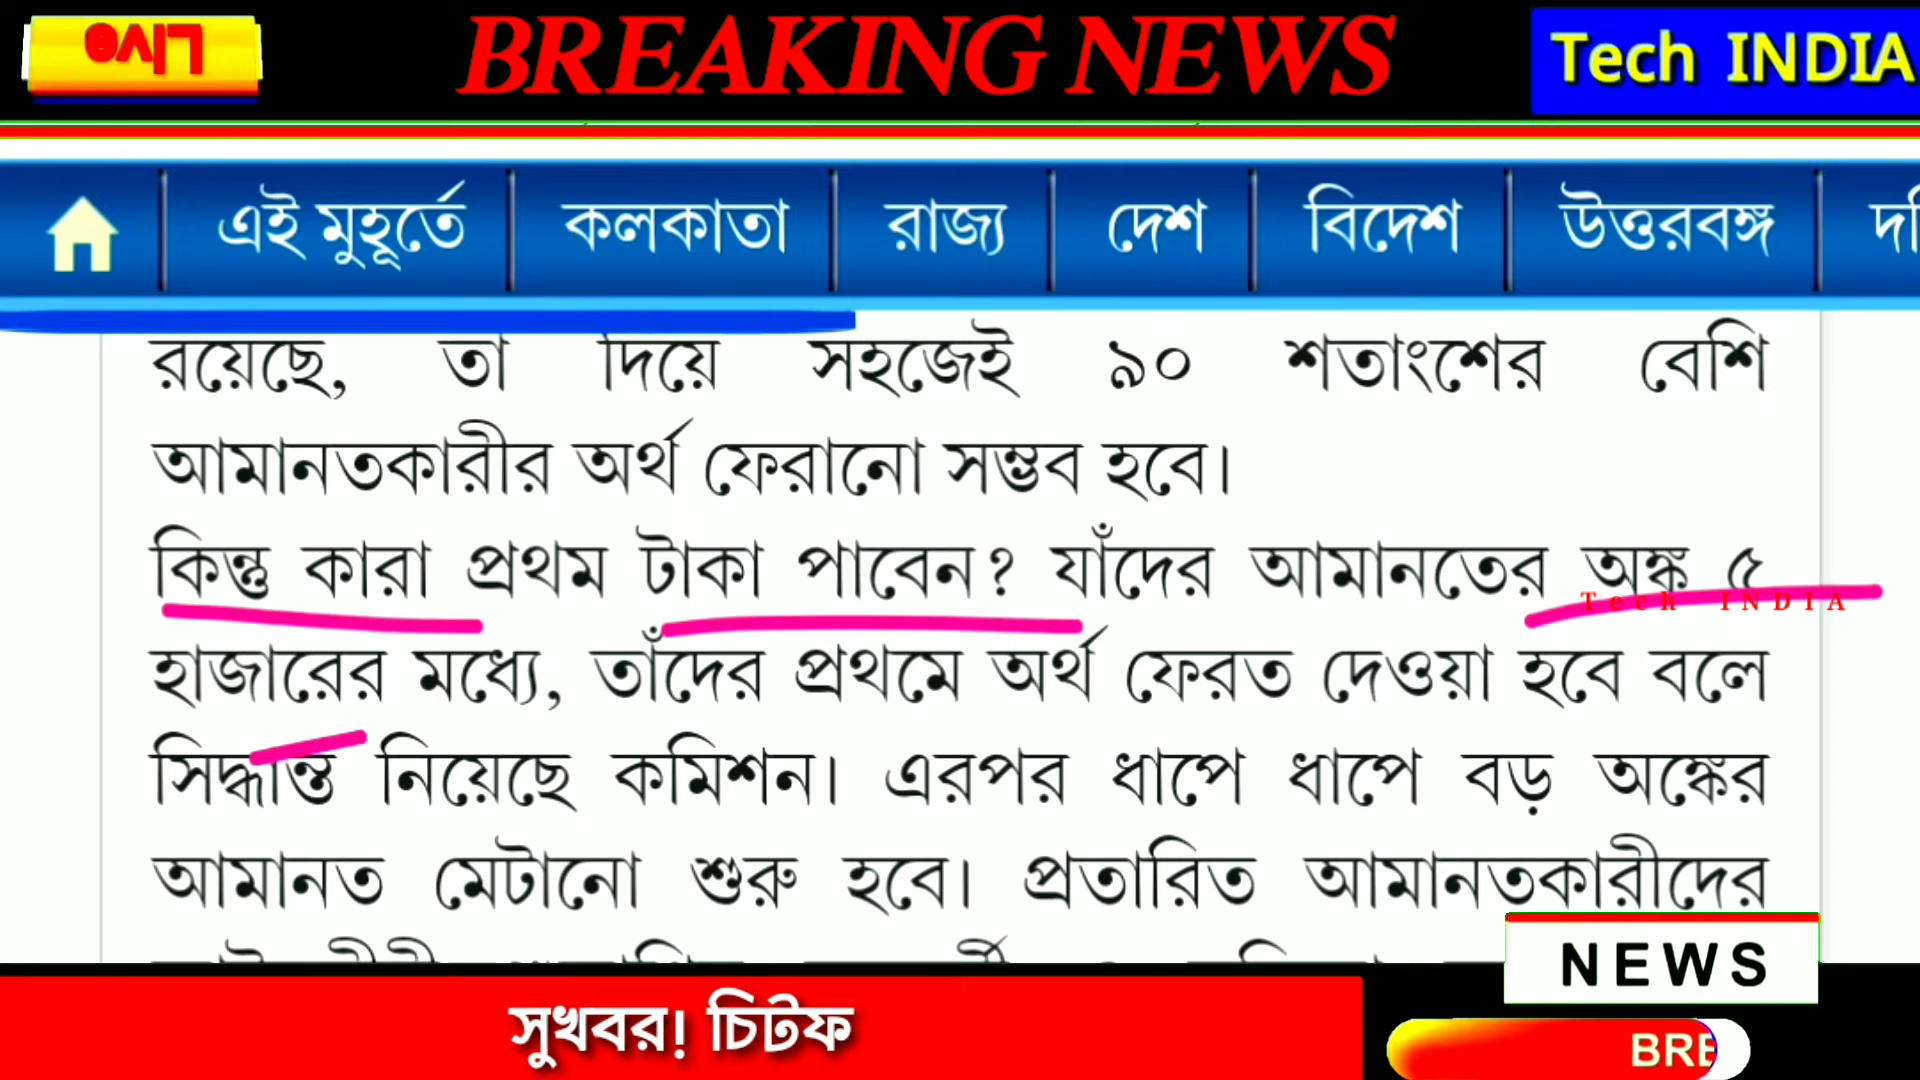 Live
BREAKING NEWS
Tech INDIA
এই মুহূর্তে
কলকাতা
রাজ্য
দেশ
বিদেশ
উত্তরবঙ্গ
রয়েছে, তা দিয়ে সহজেই ৯০ শতাংশের বেশি
আমানতকারীর অর্থ ফেরানো সম্ভব হবে।
কিন্তু কারা প্রথম টাকা পাবেন? যাঁদের আমানতের অঙ্ক ৫
Tech INDIA
হাজারের মধ্যে, তাঁদের প্রথমে অর্থ ফেরত দেওয়া হবে বলে
সিদ্ধান্ত নিয়েছে কমিশন। এরপর ধাপে ধাপে বড় অঙ্কের
আমানত মেটানো শুরু হবে। প্রতারিত আমানতকারীদের
NEWS
সুখবর! চিটফ
BRE